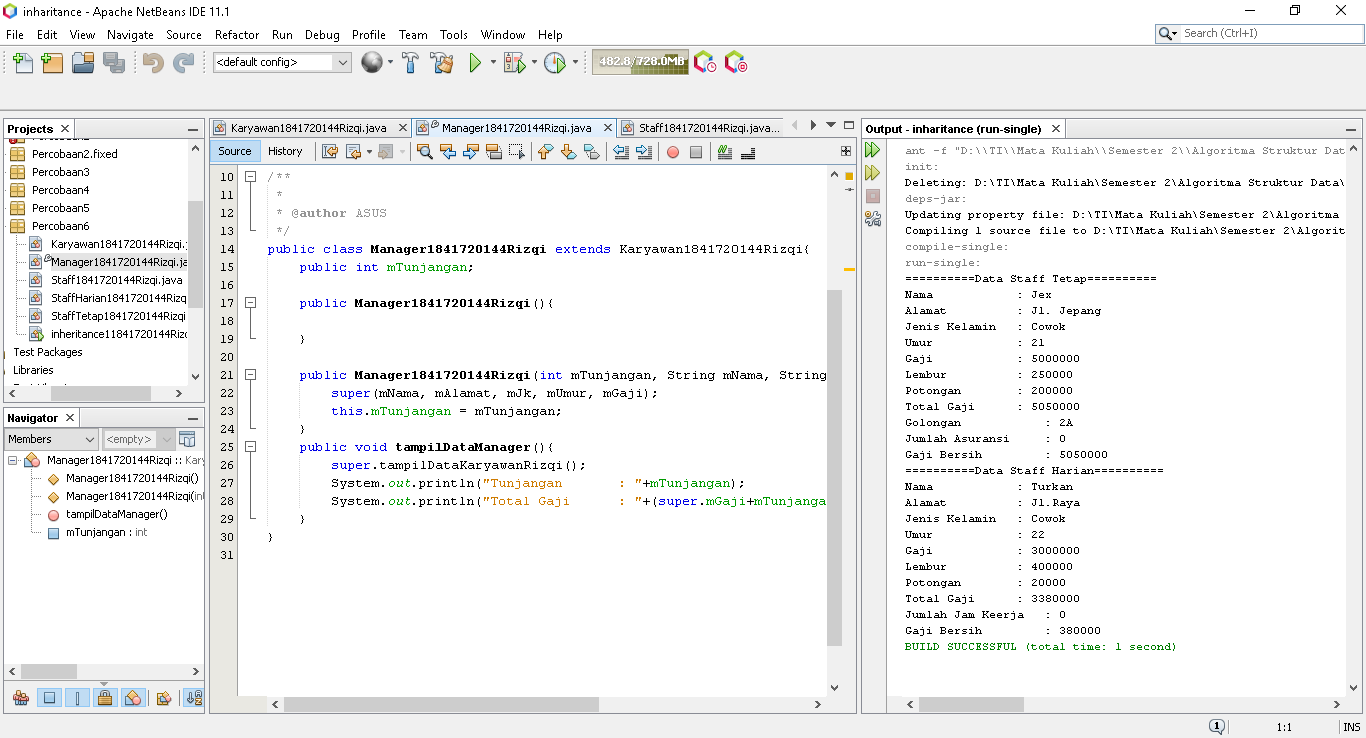 inharitance - Apache NetBeans IDE 11.1
File Edit View Navigate Source Refactor Run Debug Profile Team Tools Window Help
Search (Ctrl+I)
<default config>
482.8/728.0MB
Projects
Percobaan2.fixed
Percobaan3
Percobaan4
Percobaan5
Percobaan6
Karyawan1841720144Rizqi.j
Manager1841720144Rizqi.ja
Staff1841720144Rizqi.java
StaffHarian1841720144Rizq
StaffTetap1841720144Rizqi
inheritance11841720144Rizq
Test Packages
Libraries
Navigator
Members
<empty>
Manager1841720144Rizqi :: Kary
Manager1841720144Rizqi()
Manager1841720144Rizqi(int
tampilDataManager()
mTunjangan : int
Karyawan1841720144Rizqi.java
Manager1841720144Rizqi.java
Staff1841720144Rizqi.java...
Source History
10 /**
11 *
12 * @author ASUS
13 */
14 public class Manager1841720144Rizqi extends Karyawan1841720144Rizqi{
15 public int mTunjangan;
16
17 public Manager1841720144Rizqi(){
18
19 }
20
21 public Manager1841720144Rizqi(int mTunjangan, String mNama, String
22 super(mNama, mAlamat, mJk, mUmur, mGaji);
23 this.mTunjangan = mTunjangan;
24 }
25 public void tampilDataManager(){
26 super.tampilDataKaryawanRizqi();
27 System.out.println("Tunjangan : "+mTunjangan);
28 System.out.println("Total Gaji : "+(super.mGaji+mTunjanga
29 }
30 }
31
Output - inharitance (run-single)
ant -f "D:\\TI\\Mata Kuliah\\Semester 2\\Algoritma Struktur Dat
init:
Deleting: D:\TI\Mata Kuliah\Semester 2\Algoritma Struktur Data\
deps-jar:
Updating property file: D:\TI\Mata Kuliah\Semester 2\Algoritma
Compiling 1 source file to D:\TI\Mata Kuliah\Semester 2\Algorit
compile-single:
run-single:
==========Data Staff Tetap==========
Nama : Jex
Alamat : Jl. Jepang
Jenis Kelamin : Cowok
Umur : 21
Gaji : 5000000
Lembur : 250000
Potongan : 200000
Total Gaji : 5050000
Golongan : 2A
Jumlah Asuransi : 0
Gaji Bersih : 5050000
==========Data Staff Harian==========
Nama : Turkan
Alamat : Jl.Raya
Jenis Kelamin : Cowok
Umur : 22
Gaji : 3000000
Lembur : 400000
Potongan : 20000
Total Gaji : 3380000
Jumlah Jam Keerja : 0
Gaji Bersih : 380000
BUILD SUCCESSFUL (total time: 1 second)
1
1:1
INS